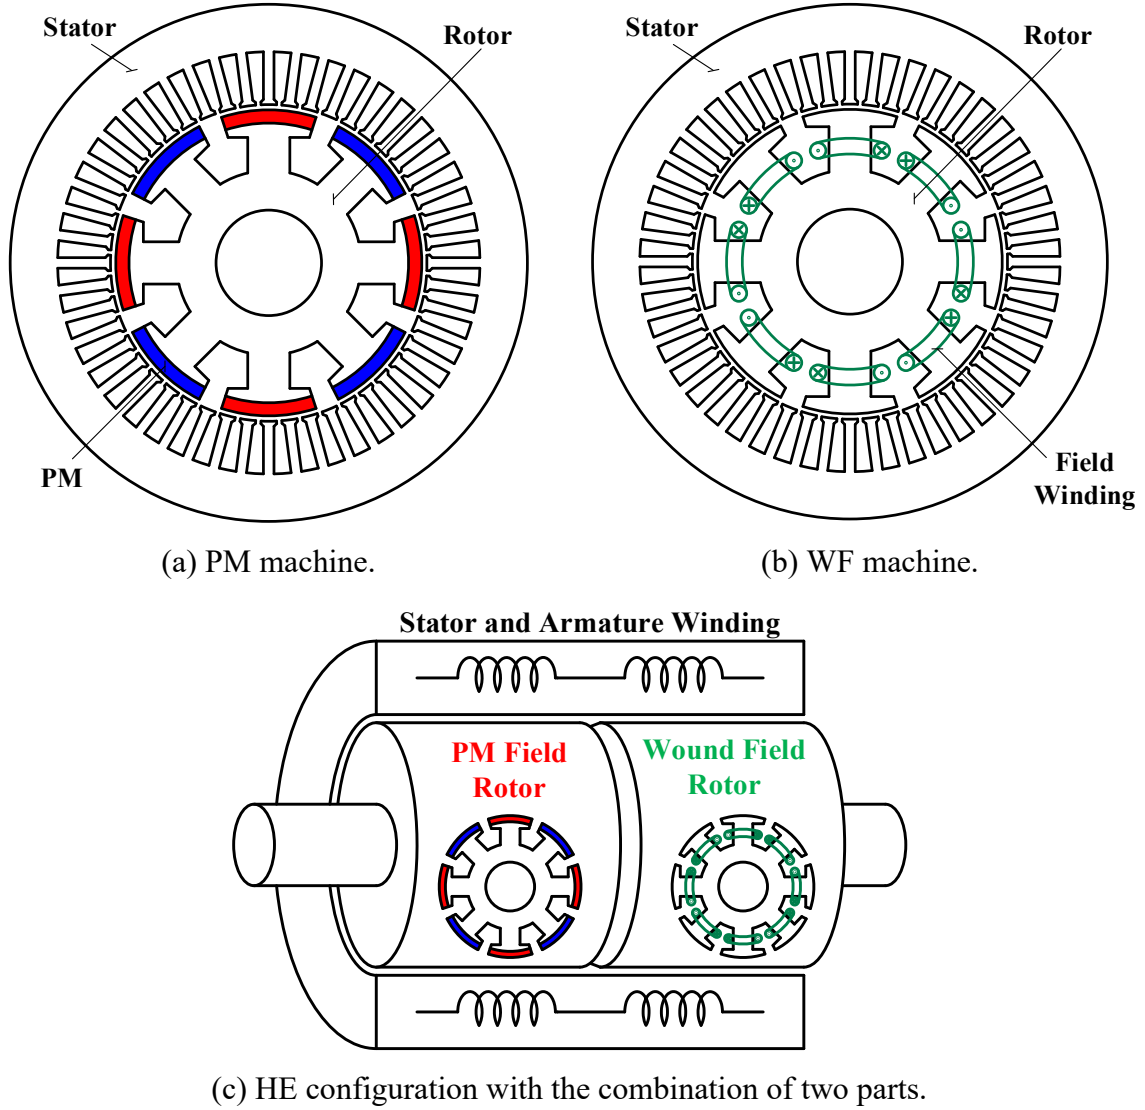 Stator
Rotor
PM
(a) PM machine.
Stator
Rotor
Field
Winding
(b) WF machine.
Stator and Armature Winding
PM Field
Rotor
Wound Field
Rotor
(c) HE configuration with the combination of two parts.